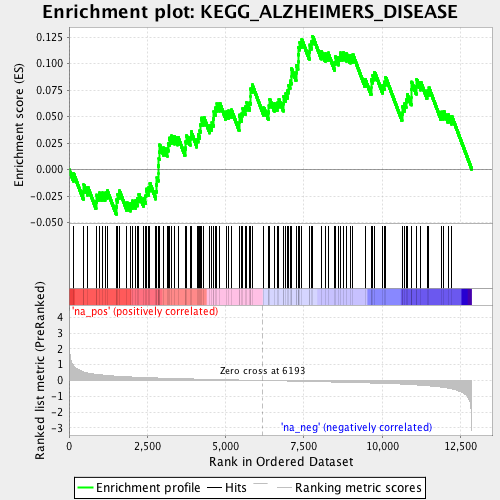 Enrichment plot: KEGG_ALZHEIMERS_DISEASE
Enrichment score (ES)
0.125
0.100
0.075
0.050
0.025
0.000
-0.025
-0.050
'na_pos' (positively correlated)
Ranked list metric (PreRanked)
4
3
2
1
0
-1
-2
-3
Zero cross at 6193
'na_neg' (negatively correlated)
0
2,500
5,000
7,500
10,000
12,500
Rank in Ordered Dataset
Enrichment profile
Hits
Ranking metric scores